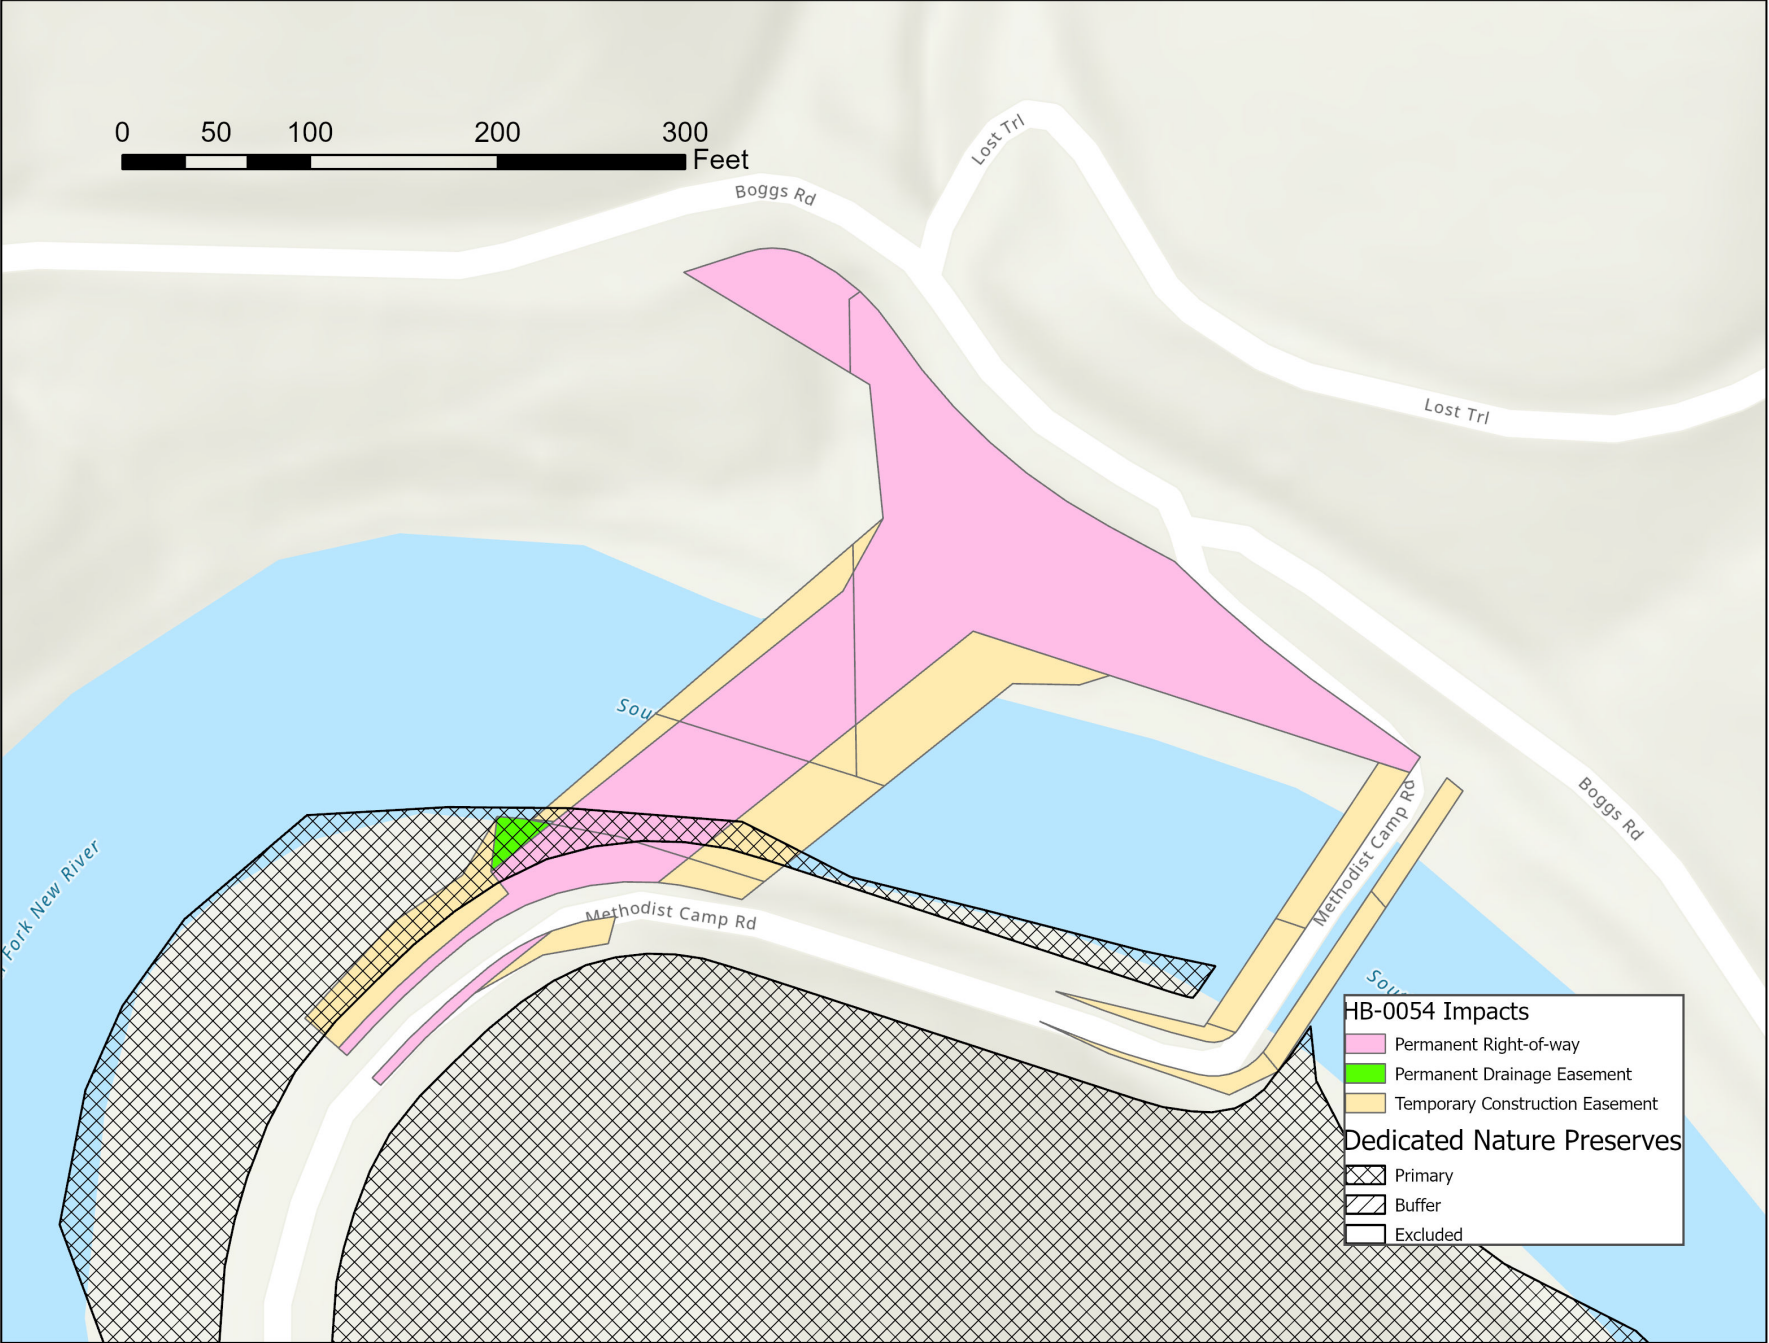 0 50 100 200 300
Feet
Boggs Rd
Lost Trl
Lost Trl
Sou
Boggs Rd
Methodist Camp Rd
Fork New River
Methodist Camp Rd
Sou
HB-0054 Impacts
Permanent Right-of-way
Permanent Drainage Easement
Temporary Construction Easement
Dedicated Nature Preserves
Primary
Buffer
Excluded